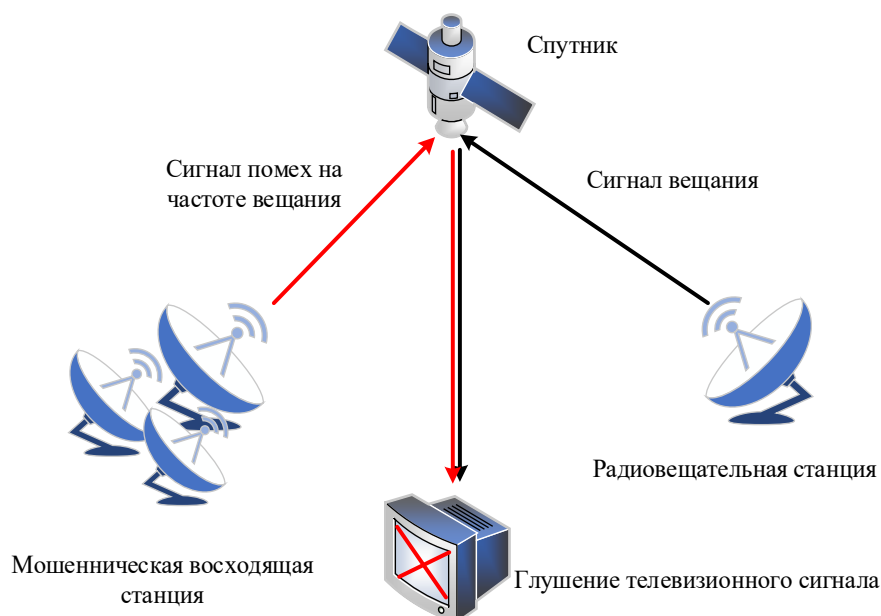 Спутник
Сигнал помех на
частоте вещания
Сигнал вещания
Радиовещательная станция
Мошенническая восходящая
станция
Глушение телевизионного сигнала